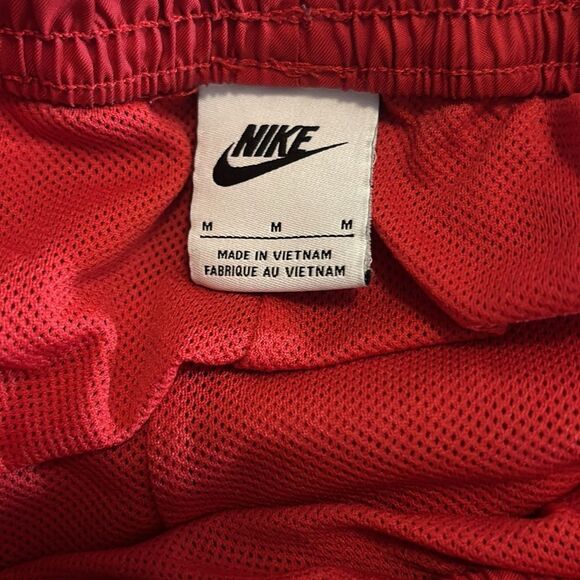 NIKE
M M M
MADE IN VIETNAM
FABRIQUE AU VIETNAM